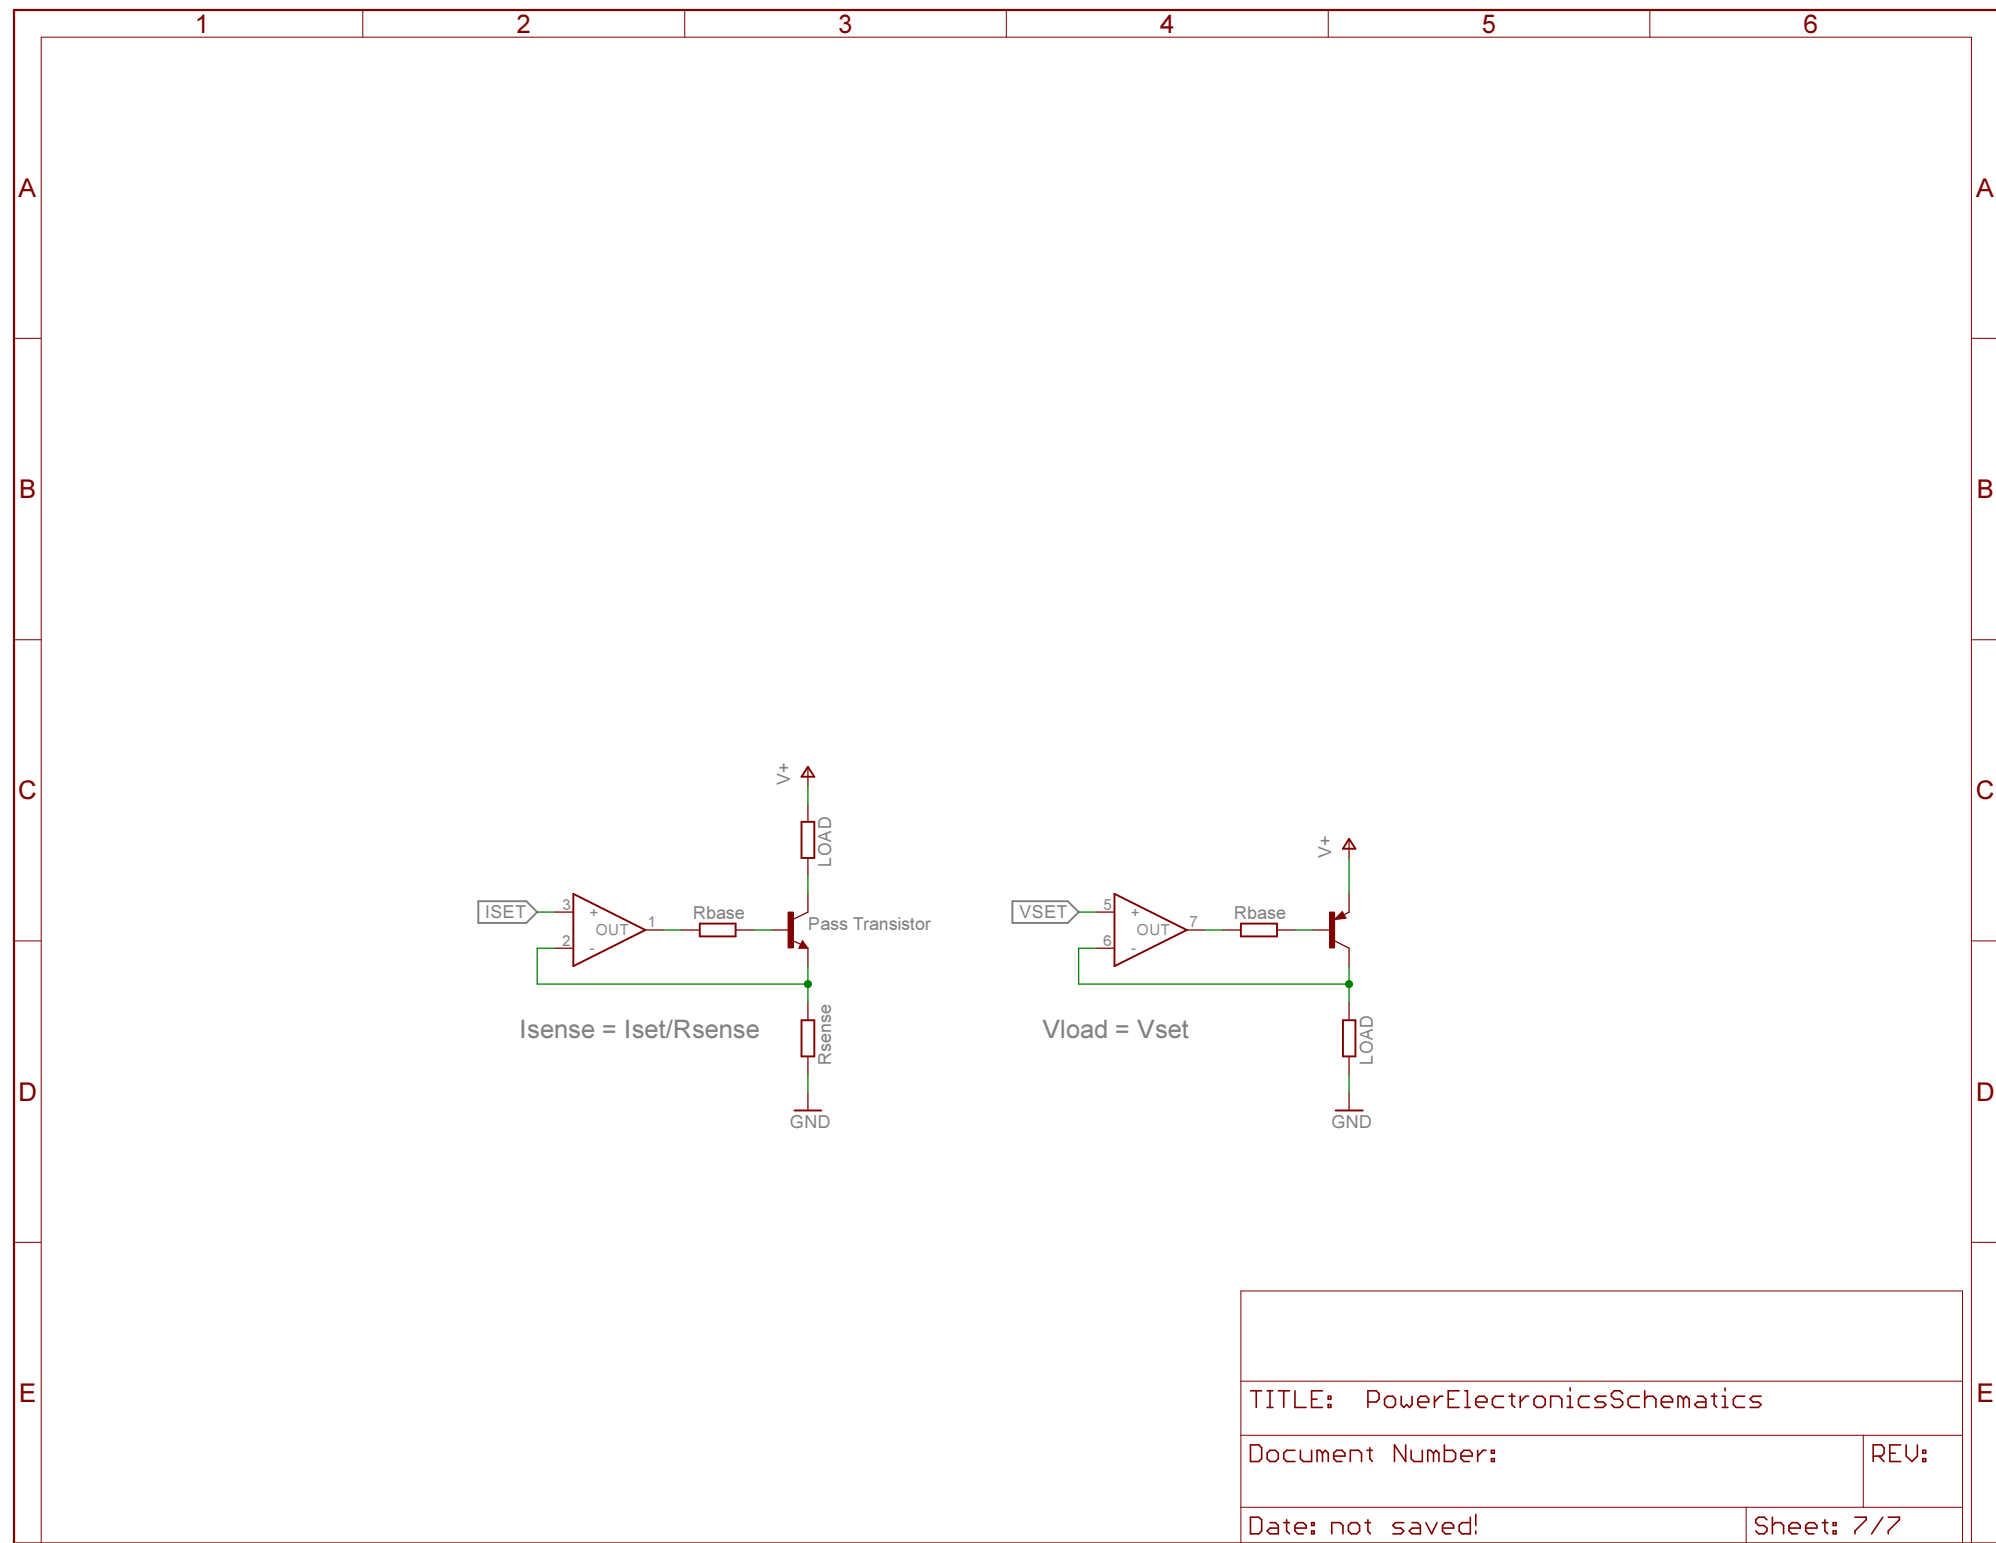 1 2 3 4 5 6
A A
B B
C C
D D
E E
V+
LOAD
ISET
3
+
OUT
2
-
1
Rbase
Pass Transistor
Isense = Iset/Rsense
Rsense
GND
V+
VSET
5
+
OUT
6
-
7
Rbase
Vload = Vset
LOAD
GND
TITLE: PowerElectronicsSchematics
Document Number:
REV:
Date: not saved!
Sheet: 7/7